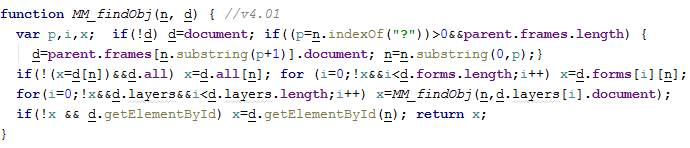 function MM_findObj(n, d) { //v4.01
var p,i,x;  if(!d) d=document; if((p=n.indexOf("?"))>0&&parent.frames.length) {
d=parent.frames[n.substring(p+1)].document; n=n.substring(0,p);}
if(!(x=d[n])&&d.all) x=d.all[n]; for (i=0;!x&&i<d.forms.length;i++) x=d.forms[i][n];
for(i=0;!x&&d.layers&&i<d.layers.length;i++) x=MM_findObj(n,d.layers[i].document);
if(!x && d.getElementById) x=d.getElementById(n); return x;
}